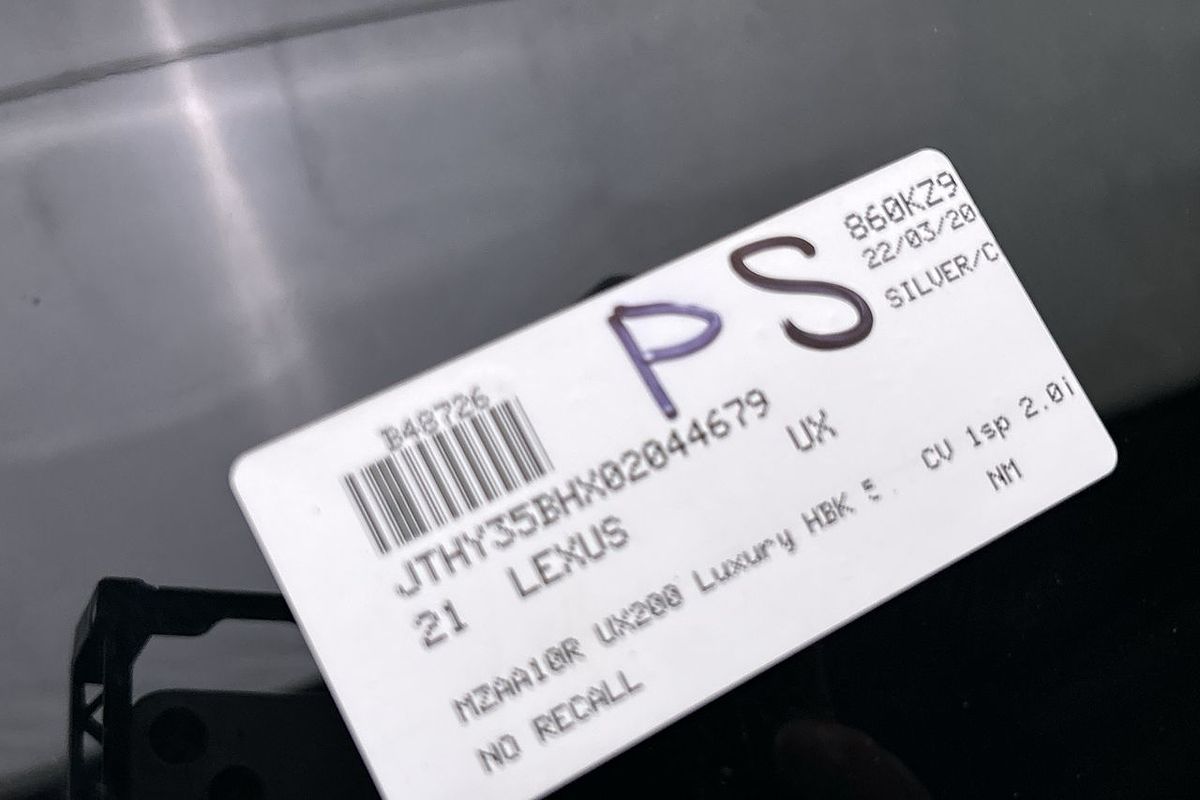 860KZ9
22/03/20
SILVER/C
PS
B48726
JTHY35BHX02044679
21 LEXUS UX
MZAA10R UX200 Luxury HBK 5 CV 1sp 2.0i
NO RECALL NM